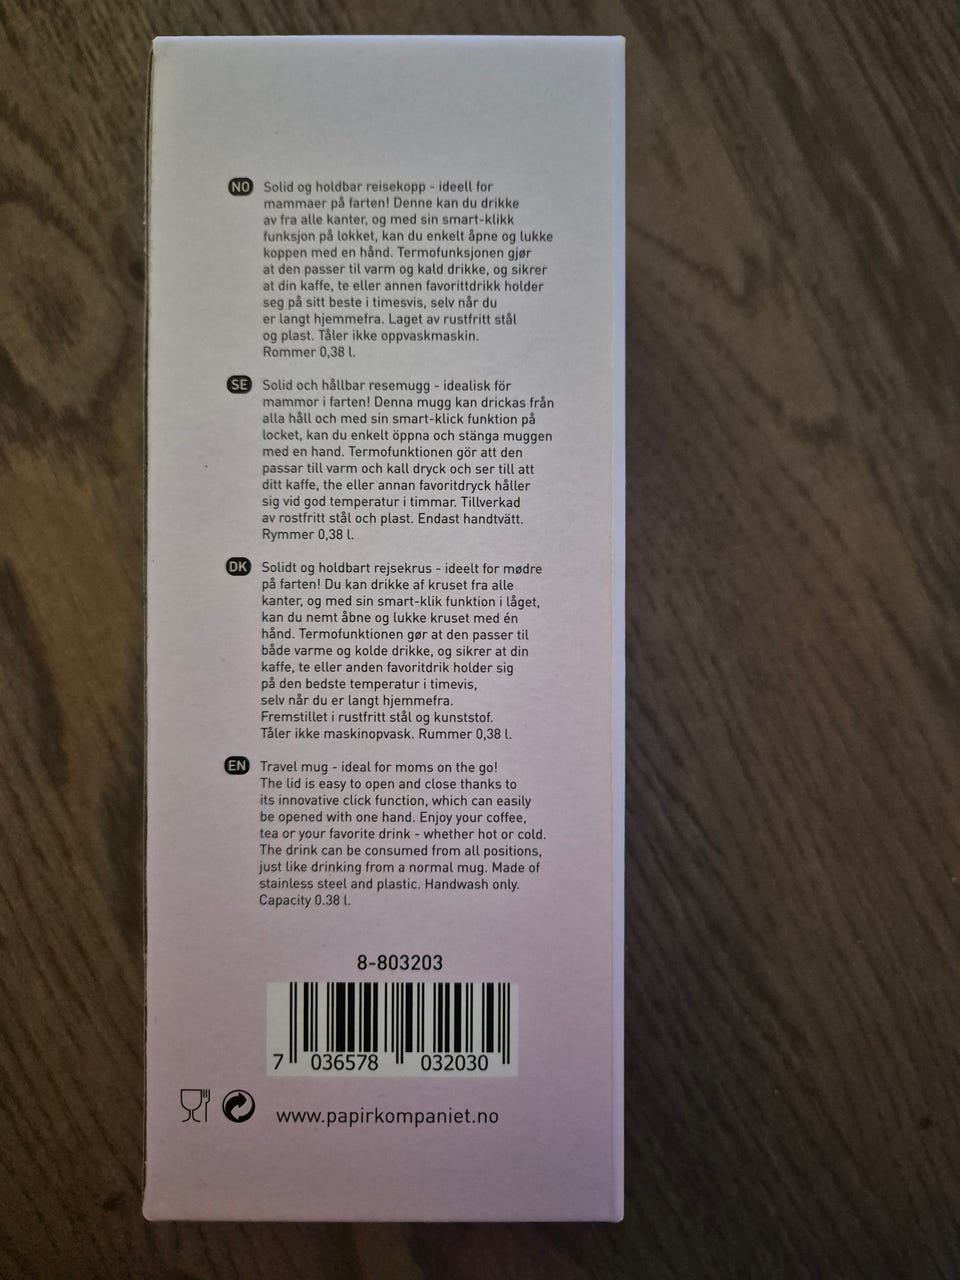 NO Solid og holdbar reisekopp - ideell for
mammaer på farten! Denne kan du drikke
av fra alle kanter, og med sin smart-klikk
funksjon på lokket, kan du enkelt åpne og lukke
koppen med en hånd. Termofunksjonen gjør
at den passer til varm og kald drikke, og sikrer
at din kaffe, te eller annen favorittdrikk holder
seg på sitt beste i timesvis, selv når du
er langt hjemmefra. Laget av rustfritt stål
og plast. Tåler ikke oppvaskmaskin.
Rommer 0,38 l.
SE Solid och hållbar resemugg - idealisk för
mammor i farten! Denna mugg kan drickas från
alla håll och med sin smart-klick funktion på
locket, kan du enkelt öppna och stänga muggen
med en hand. Termofunktionen gör att den
passar till varm och kall dryck och ser till att
ditt kaffe, the eller annan favoritdryck håller
sig vid god temperatur i timmar. Tillverkad
av rostfritt stål och plast. Endast handtvätt.
Rymmer 0,38 l.
DK Solidt og holdbart rejsekrus - ideelt for mødre
på farten! Du kan drikke af kruset fra alle
kanter, og med sin smart-klik funktion i låget,
kan du nemt åbne og lukke kruset med én
hånd. Termofunktionen gør at den passer til
både varme og kolde drikke, og sikrer at din
kaffe, te eller anden favoritdrik holder sig
på den bedste temperatur i timevis,
selv når du er langt hjemmefra.
Fremstillet i rustfrit stål og kunststof.
Tåler ikke maskinopvask. Rummer 0,38 l.
EN Travel mug - ideal for moms on the go!
The lid is easy to open and close thanks to
its innovative click function, which can easily
be opened with one hand. Enjoy your coffee,
tea or your favorite drink - whether hot or cold.
The drink can be consumed from all positions,
just like drinking from a normal mug. Made of
stainless steel and plastic. Handwash only.
Capacity 0.38 l.
8-803203
7 036578 032030
www.papirkompaniet.no